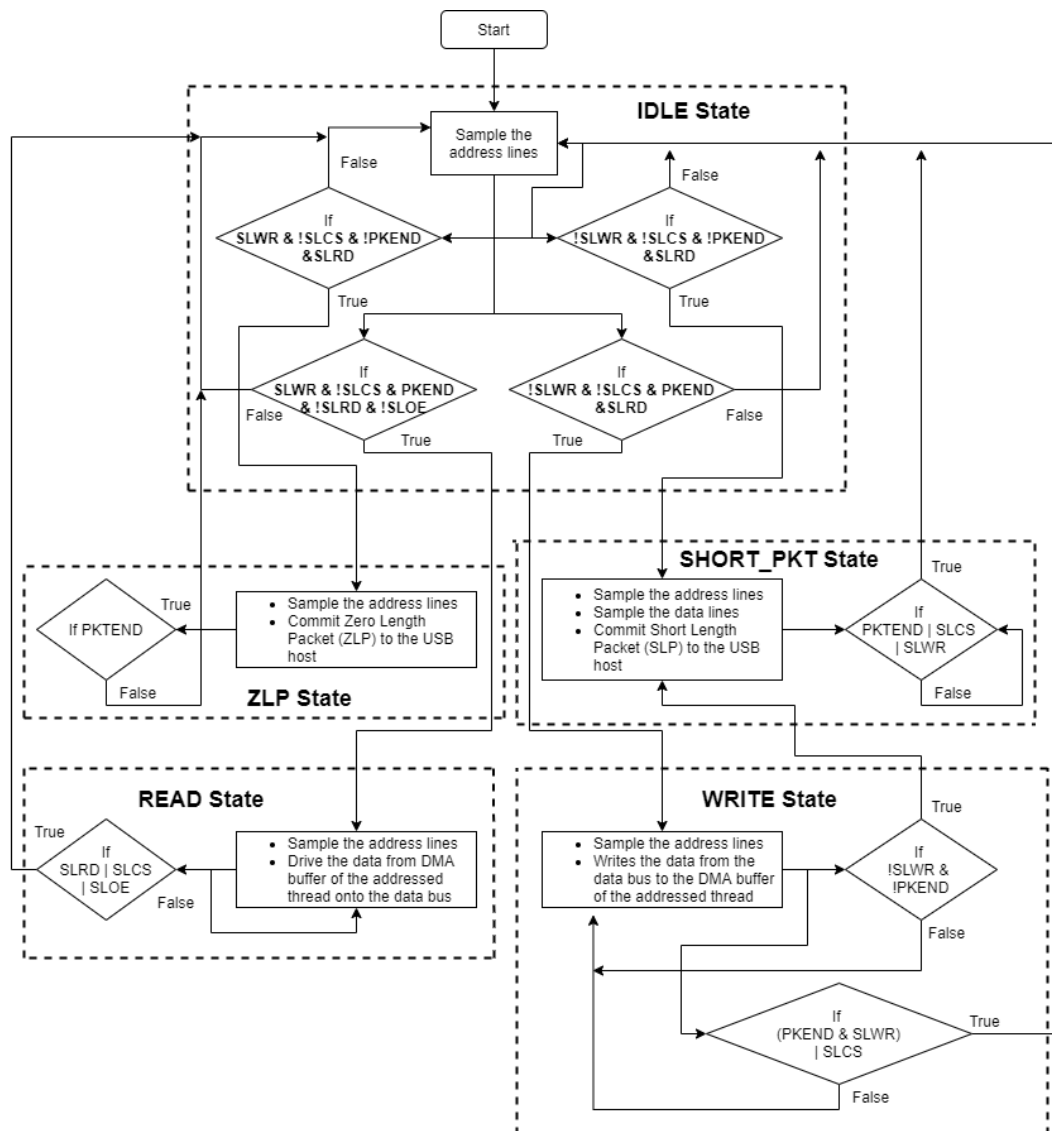 Start
IDLE State
Sample the
address lines
False
False
If
SLWR & !SLCS & !PKEND
&SLRD
If
!SLWR & !SLCS & !PKEND
&SLRD
True
True
If
SLWR & !SLCS & PKEND
& !SLRD & !SLOE
If
!SLWR & !SLCS & PKEND
&SLRD
False
False
True
True
SHORT_PKT State
True
If PKTEND
True
• Sample the address lines
• Commit Zero Length
Packet (ZLP) to the USB
host
• Sample the address lines
• Sample the data lines
• Commit Short Length
Packet (SLP) to the USB
host
If
PKTEND | SLCS
| SLWR
False
False
ZLP State
READ State
WRITE State
True
True
If
SLRD | SLCS
| SLOE
False
• Sample the address lines
• Drive the data from DMA
buffer of the addressed
thread onto the data bus
• Sample the address lines
• Writes the data from the
data bus to the DMA buffer
of the addressed thread
If
!SLWR &
!PKEND
False
If
(PKEND & SLWR)
| SLCS
True
False